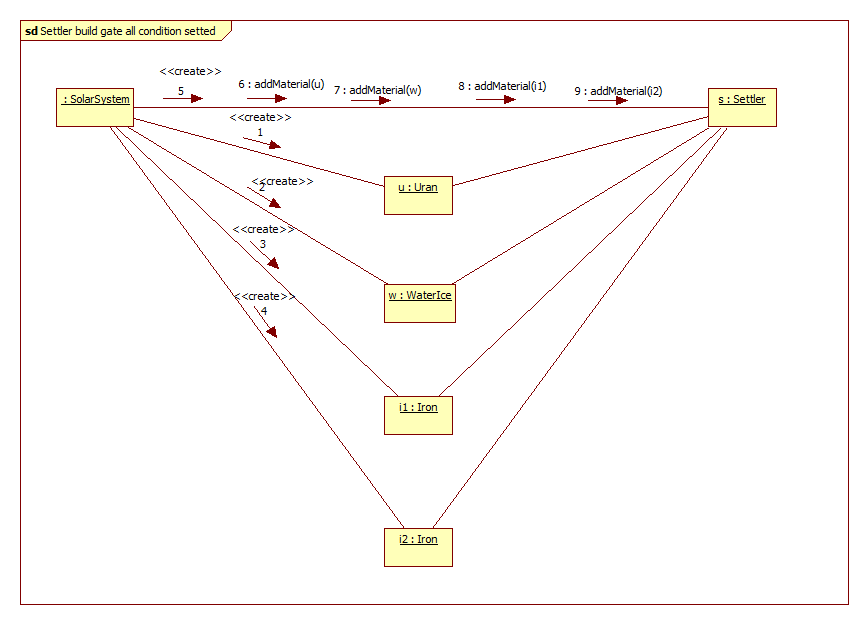 sd Settler build gate all condition setted
<<create>>
5
6 : addMaterial(u)
7 : addMaterial(w)
8 : addMaterial(i1)
9 : addMaterial(i2)
: SolarSystem
s : Settler
<<create>>
1
u : Uran
<<create>>
2
<<create>>
3
w : WaterIce
<<create>>
4
i1 : Iron
i2 : Iron